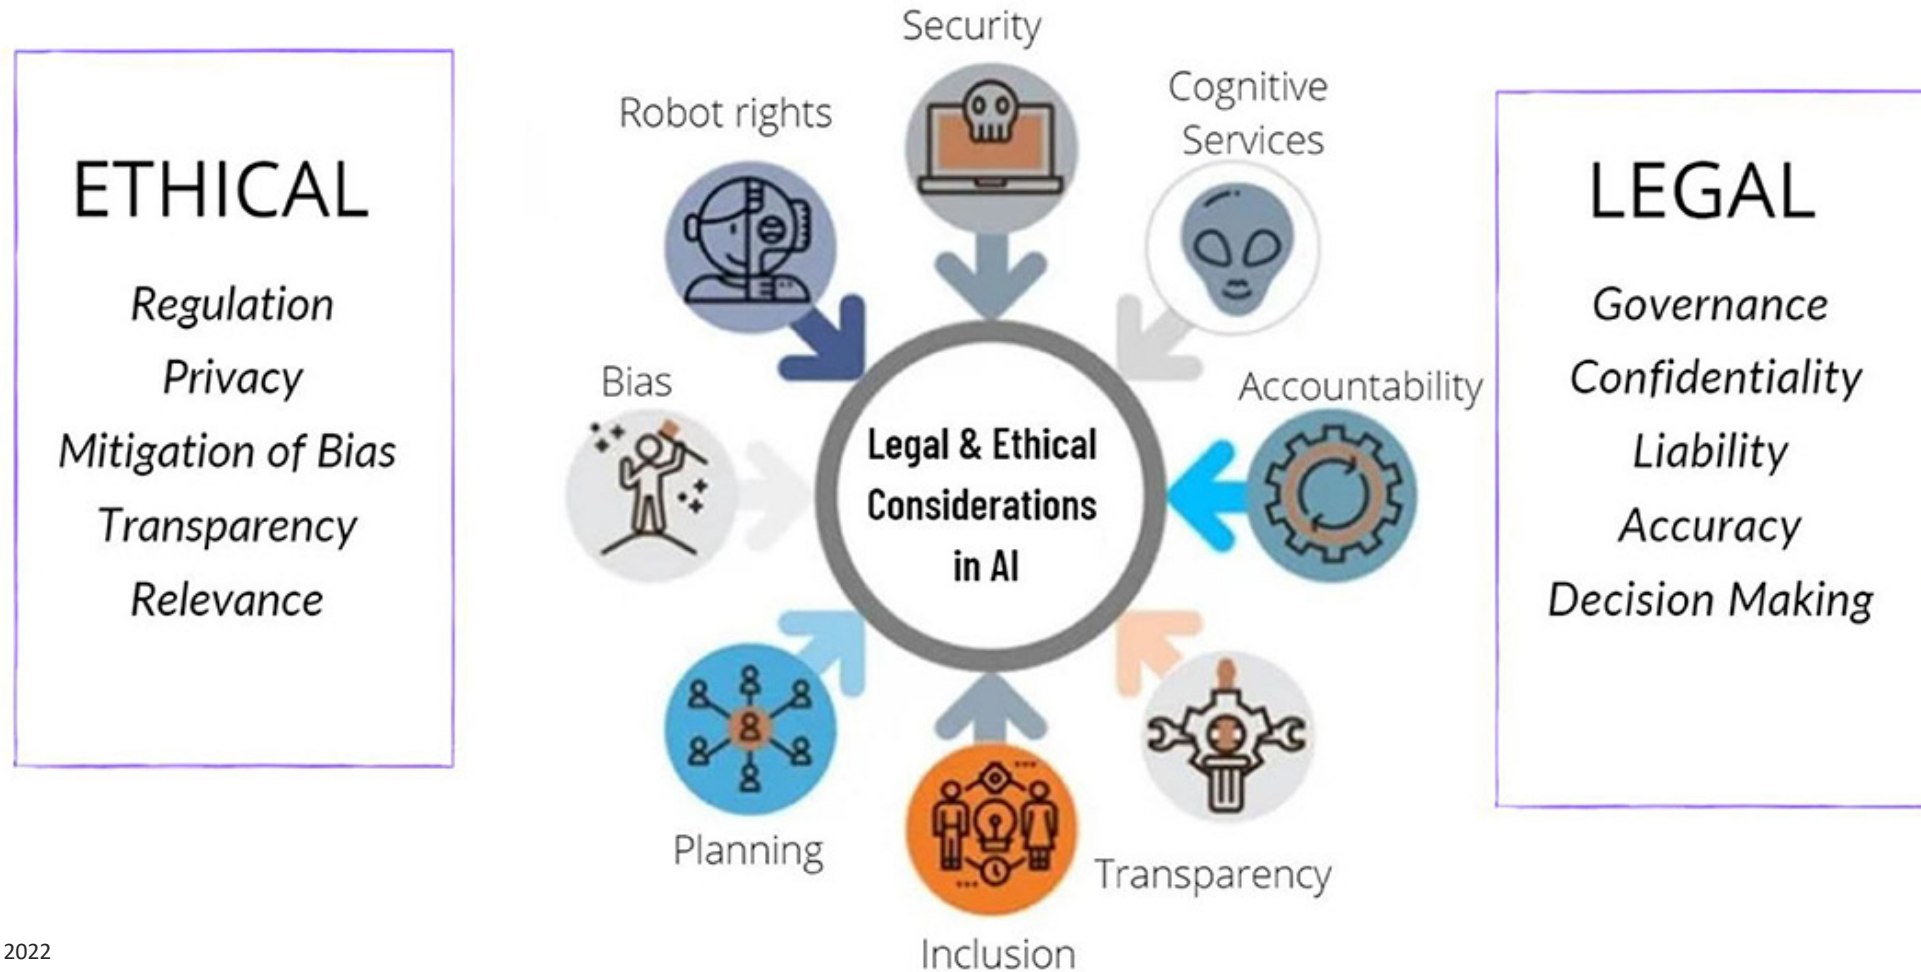 ETHICAL
Regulation
Privacy
Mitigation of Bias
Transparency
Relevance
Security
Robot rights
Cognitive
Services
Bias
Accountability
Legal & Ethical
Considerations
in AI
Planning
Transparency
Inclusion
LEGAL
Governance
Confidentiality
Liability
Accuracy
Decision Making
2022